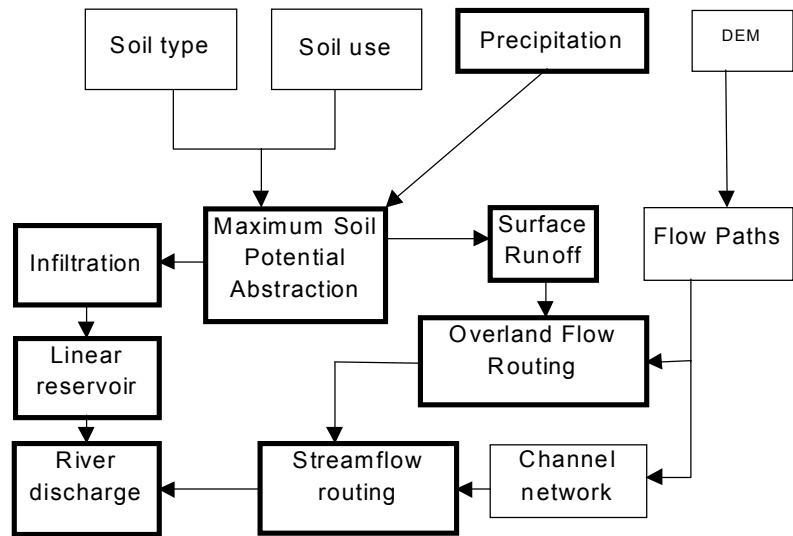 Soil type
Soil use
Precipitation
DEM
Maximum Soil
Potential
Abstraction
Surface
Runoff
Flow Paths
Infiltration
Overland Flow
Routing
Linear
reservoir
River
discharge
Streamflow
routing
Channel
network